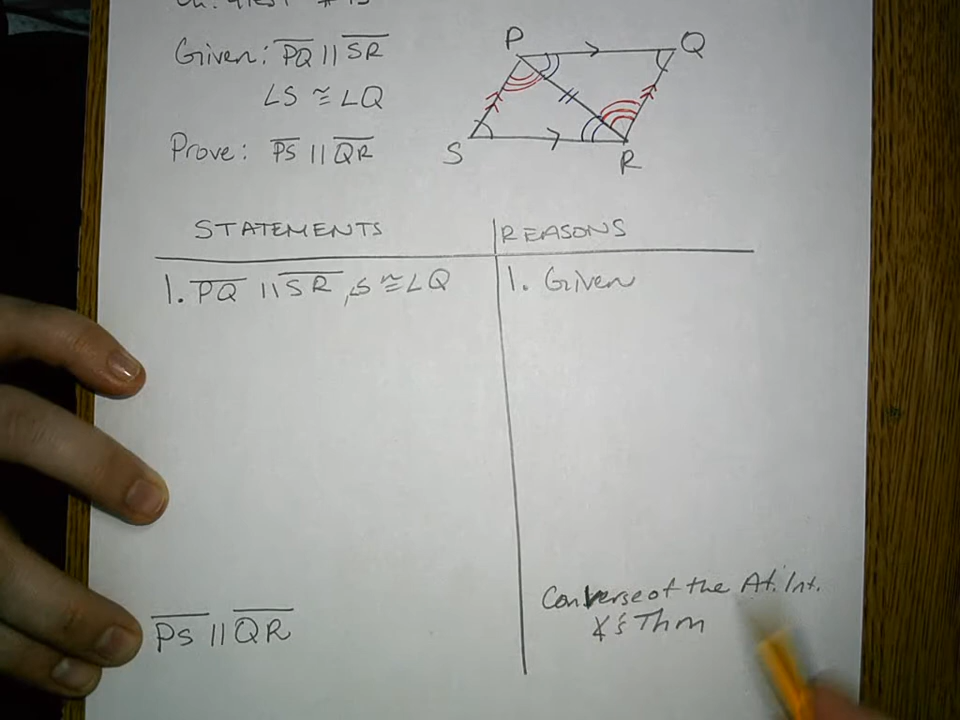 Given: PQ || SR
∠S ≅ ∠Q
Prove: PS || QR
P
Q
S
R
STATEMENTS
REASONS
1. PQ || SR, S ≅ ∠Q
1. Given
PS || QR
Converse of the At. Int.
∠s Thm